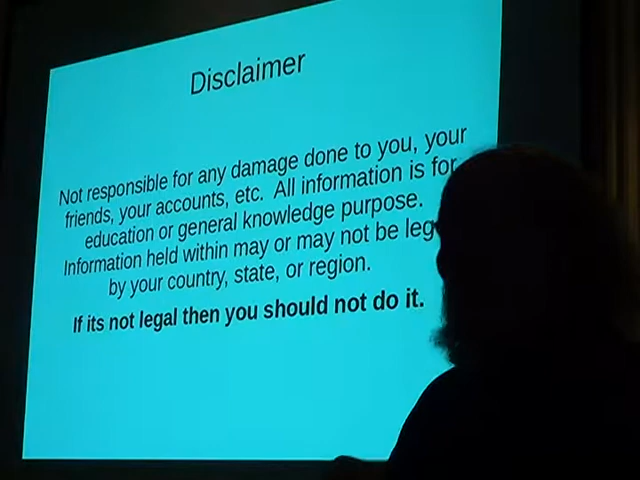 Disclaimer
Not responsible for any damage done to you, your
friends, your accounts, etc. All information is for
education or general knowledge purpose.
Information held within may or may not be leg
by your country, state, or region.
If its not legal then you should not do it.